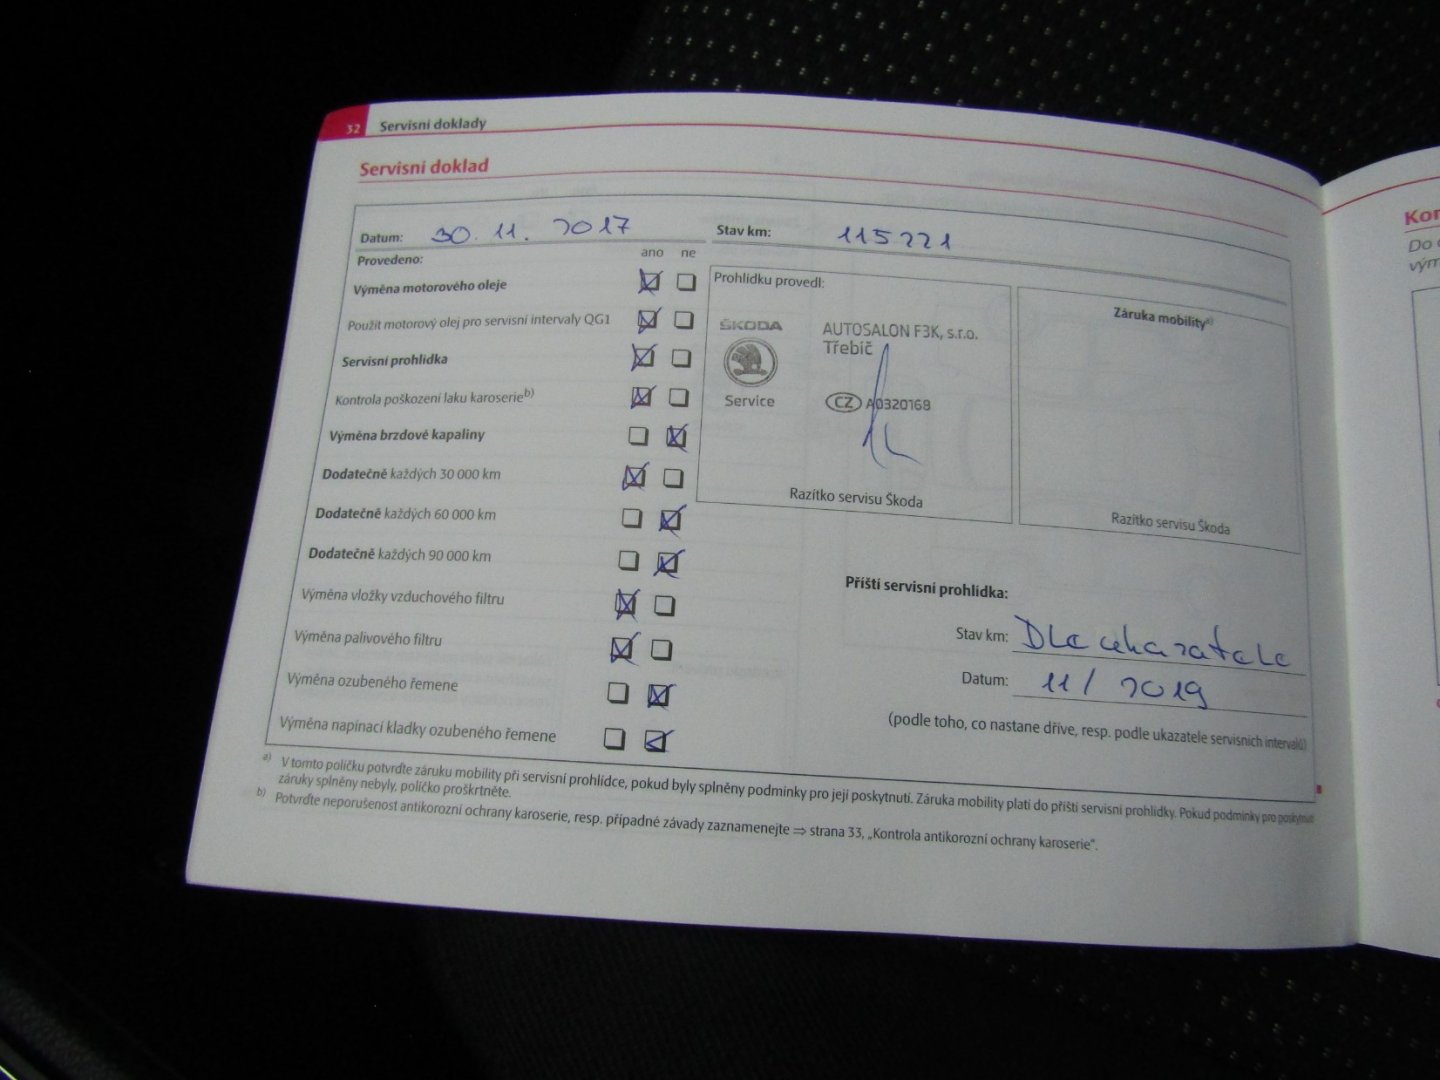 32 Servisní doklady
Servisní doklad
Datum: 30. 11. 2017 Stav km: 115221
Provedeno: ano ne
Výměna motorového oleje
Použit motorový olej pro servisní intervaly QG1
Servisní prohlídka
Kontrola poškození laku karoserie b)
Výměna brzdové kapaliny
Dodatečně každých 30 000 km
Dodatečně každých 60 000 km
Dodatečně každých 90 000 km
Výměna vložky vzduchového filtru
Výměna palivového filtru
Výměna ozubeného řemene
Výměna napínací kladky ozubeného řemene
Prohlídku provedl:
ŠKODA
Service
AUTOSALON F3K, s.r.o.
Třebíč
CZ A0320168
Razítko servisu Škoda
Záruka mobility a)
Razítko servisu Škoda
Příští servisní prohlídka:
Stav km: Dle ukazatele
Datum: 11/2019
(podle toho, co nastane dříve, resp. podle ukazatele servisních intervalů)
a) V tomto políčku potvrďte záruku mobility při servisní prohlídce, pokud byly splněny podmínky pro její poskytnutí. Záruka mobility platí do příští servisní prohlídky. Pokud podmínky pro poskytnutí
záruky splněny nebyly, políčko proškrtněte.
b) Potvrďte neporušenost antikorozní ochrany karoserie, resp. případné závady zaznamenejte ⇒ strana 33, „Kontrola antikorozní ochrany karoserie“.